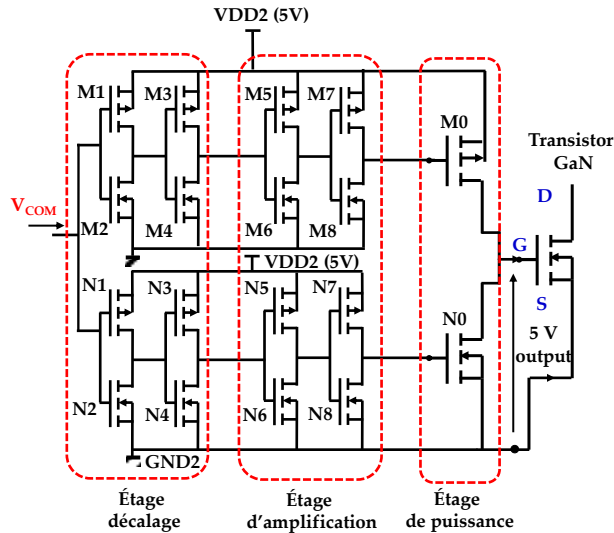 VDD2 (5V)
M1
M3
M5
M7
M0
Transistor
GaN
D
V_COM
M2
M4
M6
M8
G
VDD2 (5V)
N1
N3
N5
N7
N0
S
5 V
output
N2
N4
N6
N8
GND2
Étage
décalage
Étage
d'amplification
Étage
de puissance